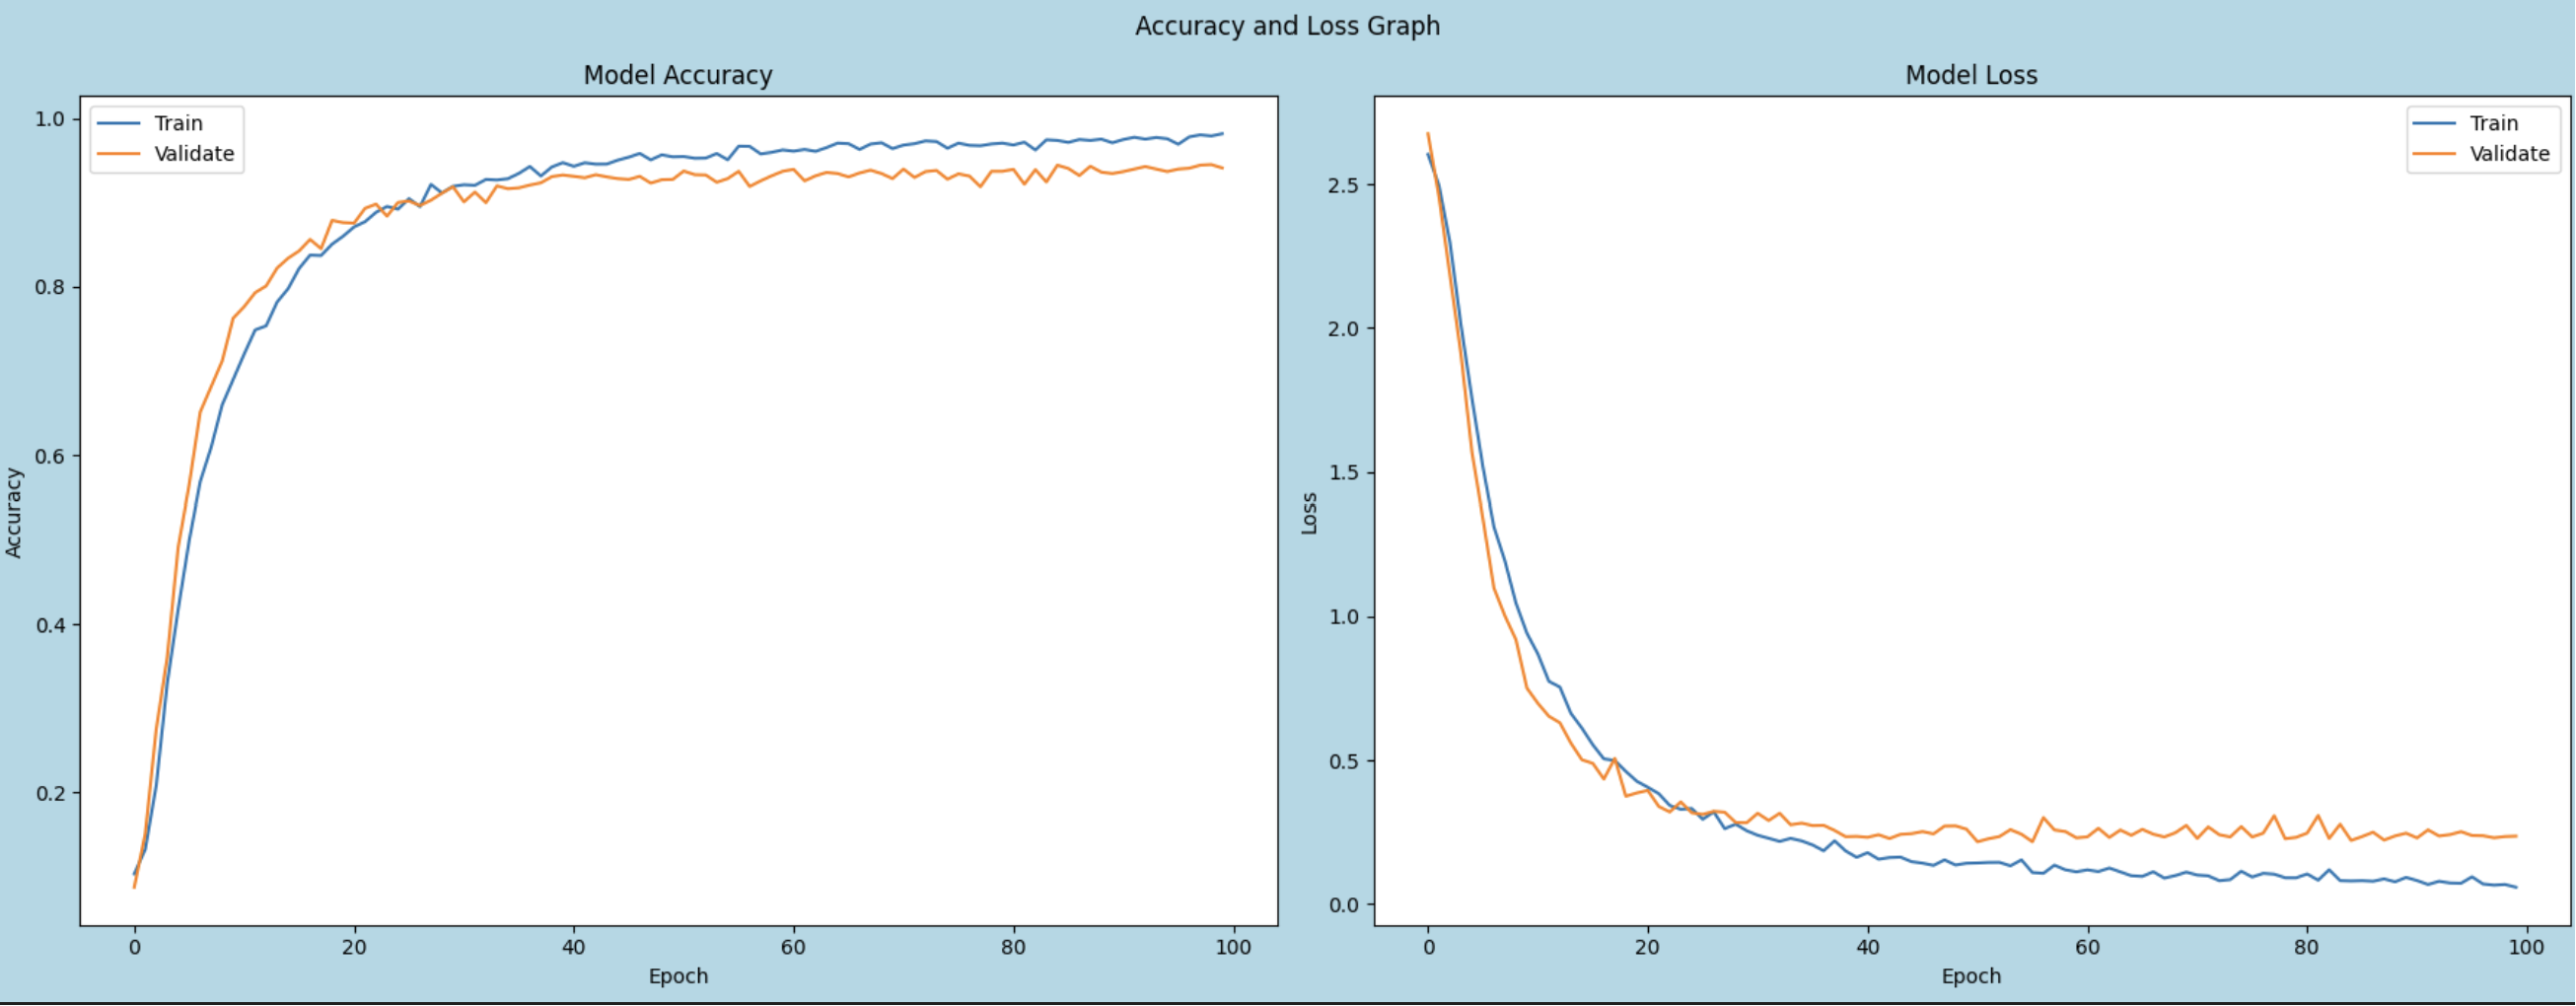 Accuracy and Loss Graph
Model Accuracy
1.0
0.8
0.6
0.4
0.2
Accuracy
Train
Validate
0 20 40 60 80 100
Epoch
Model Loss
2.5
2.0
1.5
1.0
0.5
0.0
Loss
Train
Validate
0 20 40 60 80 100
Epoch